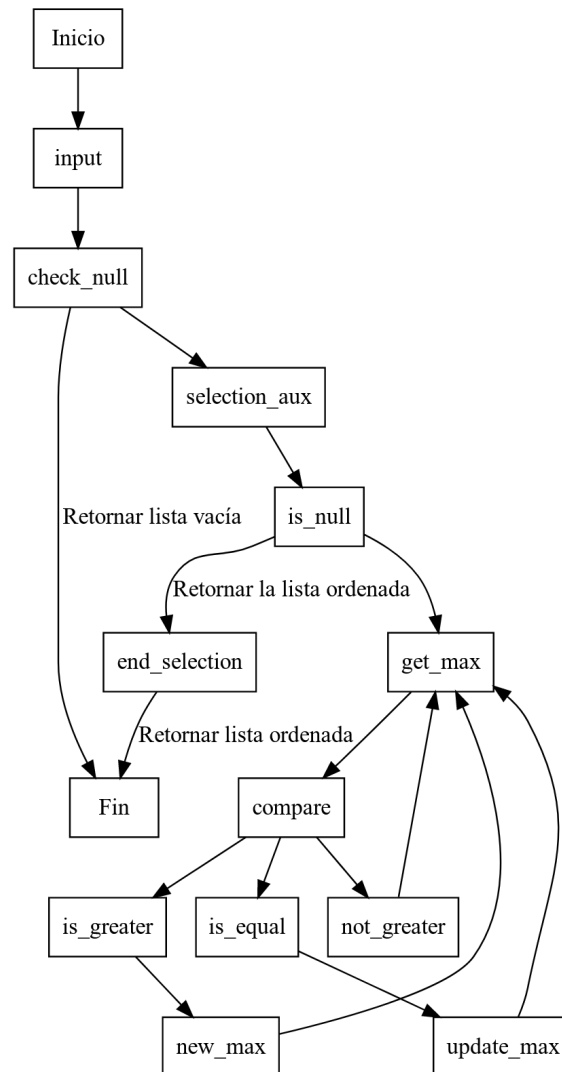 Inicio
input
check_null
selection_aux
Retornar lista vacía
is_null
Retornar la lista ordenada
end_selection
get_max
Retornar lista ordenada
Fin
compare
is_greater
is_equal
not_greater
new_max
update_max